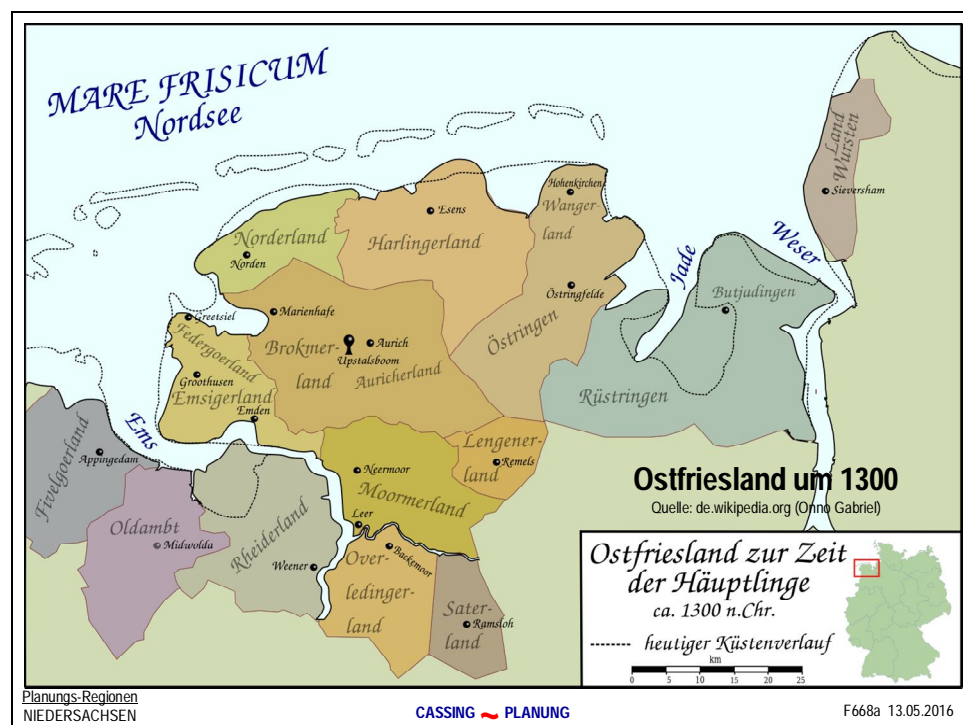 MARE FRISICUM
Nordsee
Land
Wursten
Sieversham
Hohenkirchen
Wanger-
land
Esens
Norderland
Harlingerland
Norden
Weser
Jade
Östringfelde
Butjadingen
Marienhafe
Greetsiel
Federgoerland
Brokmer-
land
Aurich
Upstalsboom
Auricherland
Östringen
Groothusen
Emsigerland
Rüstringen
Emden
Ems
Fivelgoerland
Appingedam
Lengener-
land
Remels
Neermoor
Moormerland
Oldambt
Midwolda
Rheiderland
Leer
Backemoor
Weener
Over-
ledinger-
land
Sater-
land
Ramsloh
Ostfriesland um 1300
Quelle: de.wikipedia.org (Onno Gabriel)
Ostfriesland zur Zeit
der Häuptlinge
ca. 1300 n.Chr.
heutiger Küstenverlauf
km
0 5 10 15 20 25
Planungs-Regionen
NIEDERSACHSEN
CASSING ~ PLANUNG
F668a 13.05.2016